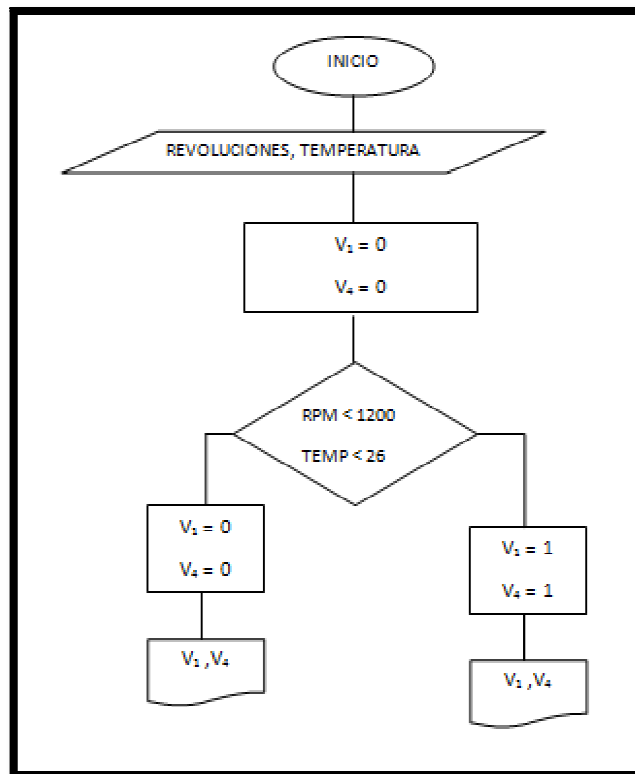 INICIO
REVOLUCIONES, TEMPERATURA
V₁ = 0
V₄ = 0
RPM < 1200
TEMP < 26
V₁ = 0
V₄ = 0
V₁ ,V₄
V₁ = 1
V₄ = 1
V₁ ,V₄